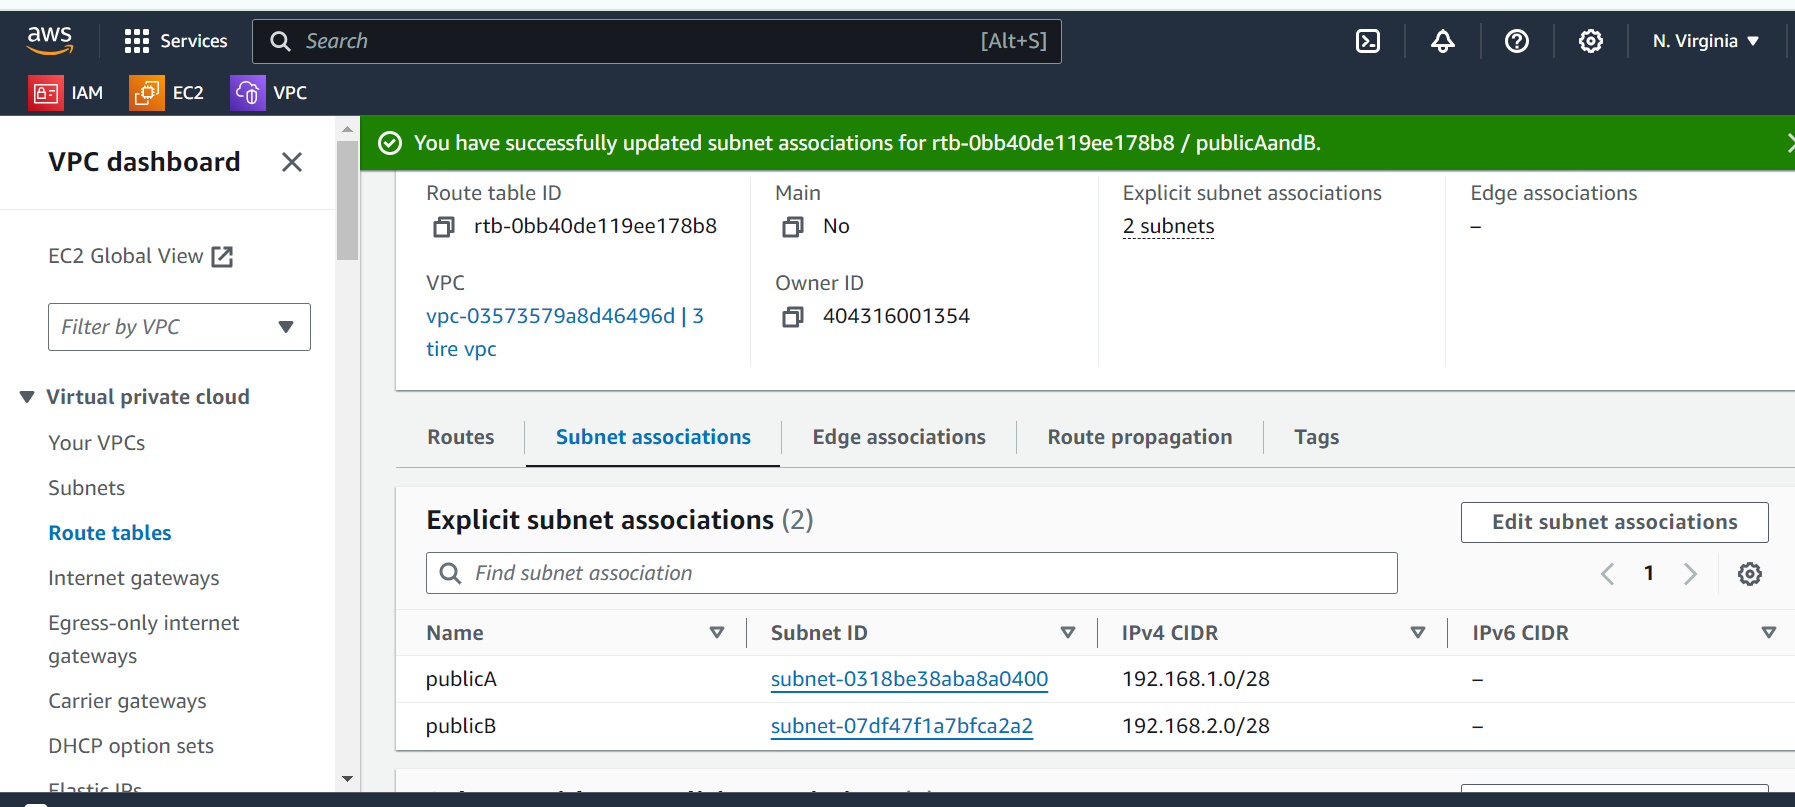 aws
Services
Search
[Alt+S]
N. Virginia
IAM
EC2
VPC
VPC dashboard
EC2 Global View
Filter by VPC
Virtual private cloud
Your VPCs
Subnets
Route tables
Internet gateways
Egress-only internet
gateways
Carrier gateways
DHCP option sets
Elastic IPs
You have successfully updated subnet associations for rtb-0bb40de119ee178b8 / publicAandB.
Route table ID
rtb-0bb40de119ee178b8
Main
No
Explicit subnet associations
2 subnets
Edge associations
–
VPC
vpc-03573579a8d46496d | 3
tire vpc
Owner ID
404316001354
Routes
Subnet associations
Edge associations
Route propagation
Tags
Explicit subnet associations (2)
Edit subnet associations
Find subnet association
1
Name
Subnet ID
IPv4 CIDR
IPv6 CIDR
publicA
subnet-0318be38aba8a0400
192.168.1.0/28
–
publicB
subnet-07df47f1a7bfca2a2
192.168.2.0/28
–